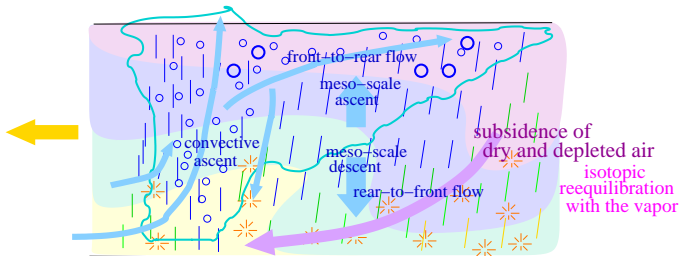 front-to-rear flow
meso-scale
ascent
convective
ascent
meso-scale
descent
rear-to-front flow
subsidence of
dry and depleted air
isotopic
reequilibration
with the vapor